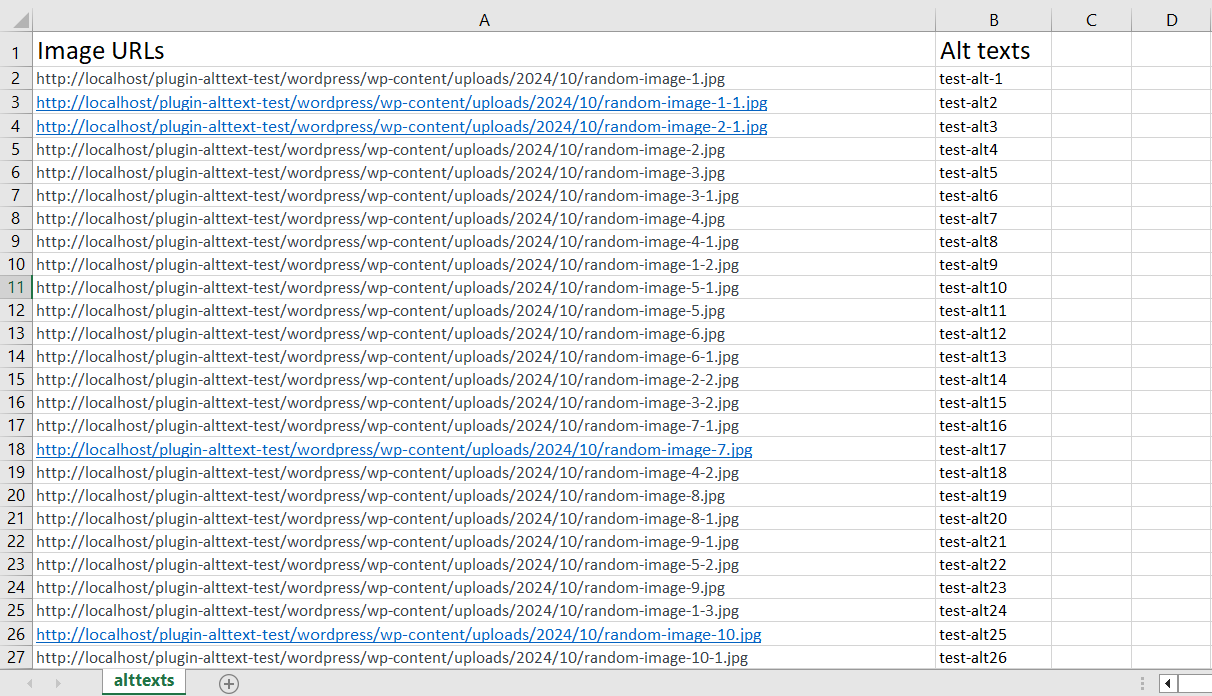 A B C D
1 Image URLs Alt texts
2 http://localhost/plugin-alttext-test/wordpress/wp-content/uploads/2024/10/random-image-1.jpg test-alt-1
3 http://localhost/plugin-alttext-test/wordpress/wp-content/uploads/2024/10/random-image-1-1.jpg test-alt2
4 http://localhost/plugin-alttext-test/wordpress/wp-content/uploads/2024/10/random-image-2-1.jpg test-alt3
5 http://localhost/plugin-alttext-test/wordpress/wp-content/uploads/2024/10/random-image-2.jpg test-alt4
6 http://localhost/plugin-alttext-test/wordpress/wp-content/uploads/2024/10/random-image-3.jpg test-alt5
7 http://localhost/plugin-alttext-test/wordpress/wp-content/uploads/2024/10/random-image-3-1.jpg test-alt6
8 http://localhost/plugin-alttext-test/wordpress/wp-content/uploads/2024/10/random-image-4.jpg test-alt7
9 http://localhost/plugin-alttext-test/wordpress/wp-content/uploads/2024/10/random-image-4-1.jpg test-alt8
10 http://localhost/plugin-alttext-test/wordpress/wp-content/uploads/2024/10/random-image-1-2.jpg test-alt9
11 http://localhost/plugin-alttext-test/wordpress/wp-content/uploads/2024/10/random-image-5-1.jpg test-alt10
12 http://localhost/plugin-alttext-test/wordpress/wp-content/uploads/2024/10/random-image-5.jpg test-alt11
13 http://localhost/plugin-alttext-test/wordpress/wp-content/uploads/2024/10/random-image-6.jpg test-alt12
14 http://localhost/plugin-alttext-test/wordpress/wp-content/uploads/2024/10/random-image-6-1.jpg test-alt13
15 http://localhost/plugin-alttext-test/wordpress/wp-content/uploads/2024/10/random-image-2-2.jpg test-alt14
16 http://localhost/plugin-alttext-test/wordpress/wp-content/uploads/2024/10/random-image-3-2.jpg test-alt15
17 http://localhost/plugin-alttext-test/wordpress/wp-content/uploads/2024/10/random-image-7-1.jpg test-alt16
18 http://localhost/plugin-alttext-test/wordpress/wp-content/uploads/2024/10/random-image-7.jpg test-alt17
19 http://localhost/plugin-alttext-test/wordpress/wp-content/uploads/2024/10/random-image-4-2.jpg test-alt18
20 http://localhost/plugin-alttext-test/wordpress/wp-content/uploads/2024/10/random-image-8.jpg test-alt19
21 http://localhost/plugin-alttext-test/wordpress/wp-content/uploads/2024/10/random-image-8-1.jpg test-alt20
22 http://localhost/plugin-alttext-test/wordpress/wp-content/uploads/2024/10/random-image-9-1.jpg test-alt21
23 http://localhost/plugin-alttext-test/wordpress/wp-content/uploads/2024/10/random-image-5-2.jpg test-alt22
24 http://localhost/plugin-alttext-test/wordpress/wp-content/uploads/2024/10/random-image-9.jpg test-alt23
25 http://localhost/plugin-alttext-test/wordpress/wp-content/uploads/2024/10/random-image-1-3.jpg test-alt24
26 http://localhost/plugin-alttext-test/wordpress/wp-content/uploads/2024/10/random-image-10.jpg test-alt25
27 http://localhost/plugin-alttext-test/wordpress/wp-content/uploads/2024/10/random-image-10-1.jpg test-alt26
alttexts